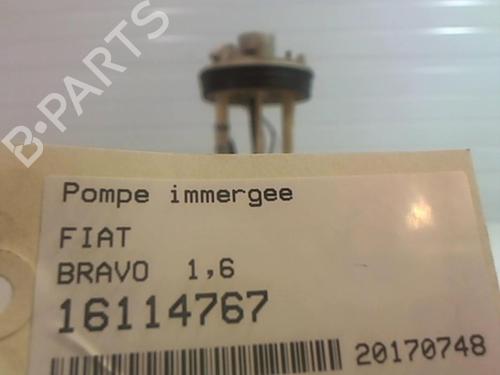 B-PARTS
Pompe immergee
FIAT
BRAVO 1,6
16114767
20170748